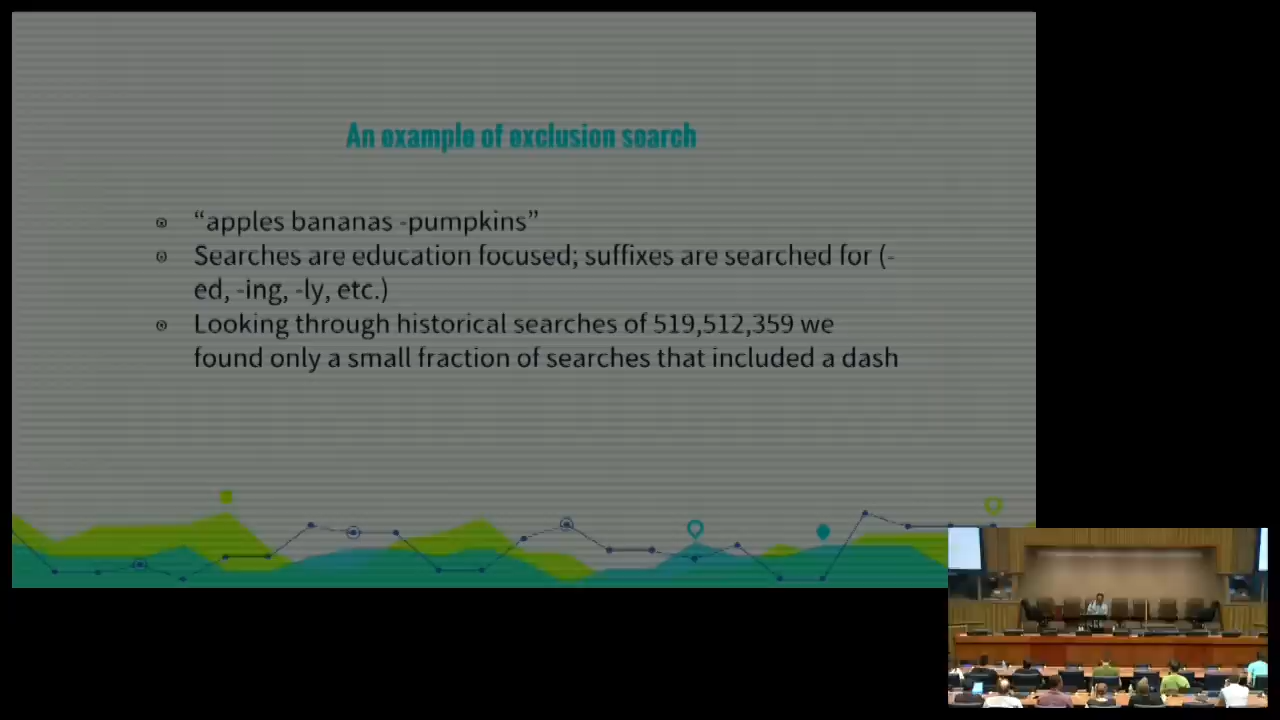 An example of exclusion search
“apples bananas -pumpkins”
Searches are education focused; suffixes are searched for (-
ed, -ing, -ly, etc.)
Looking through historical searches of 519,512,359 we
found only a small fraction of searches that included a dash